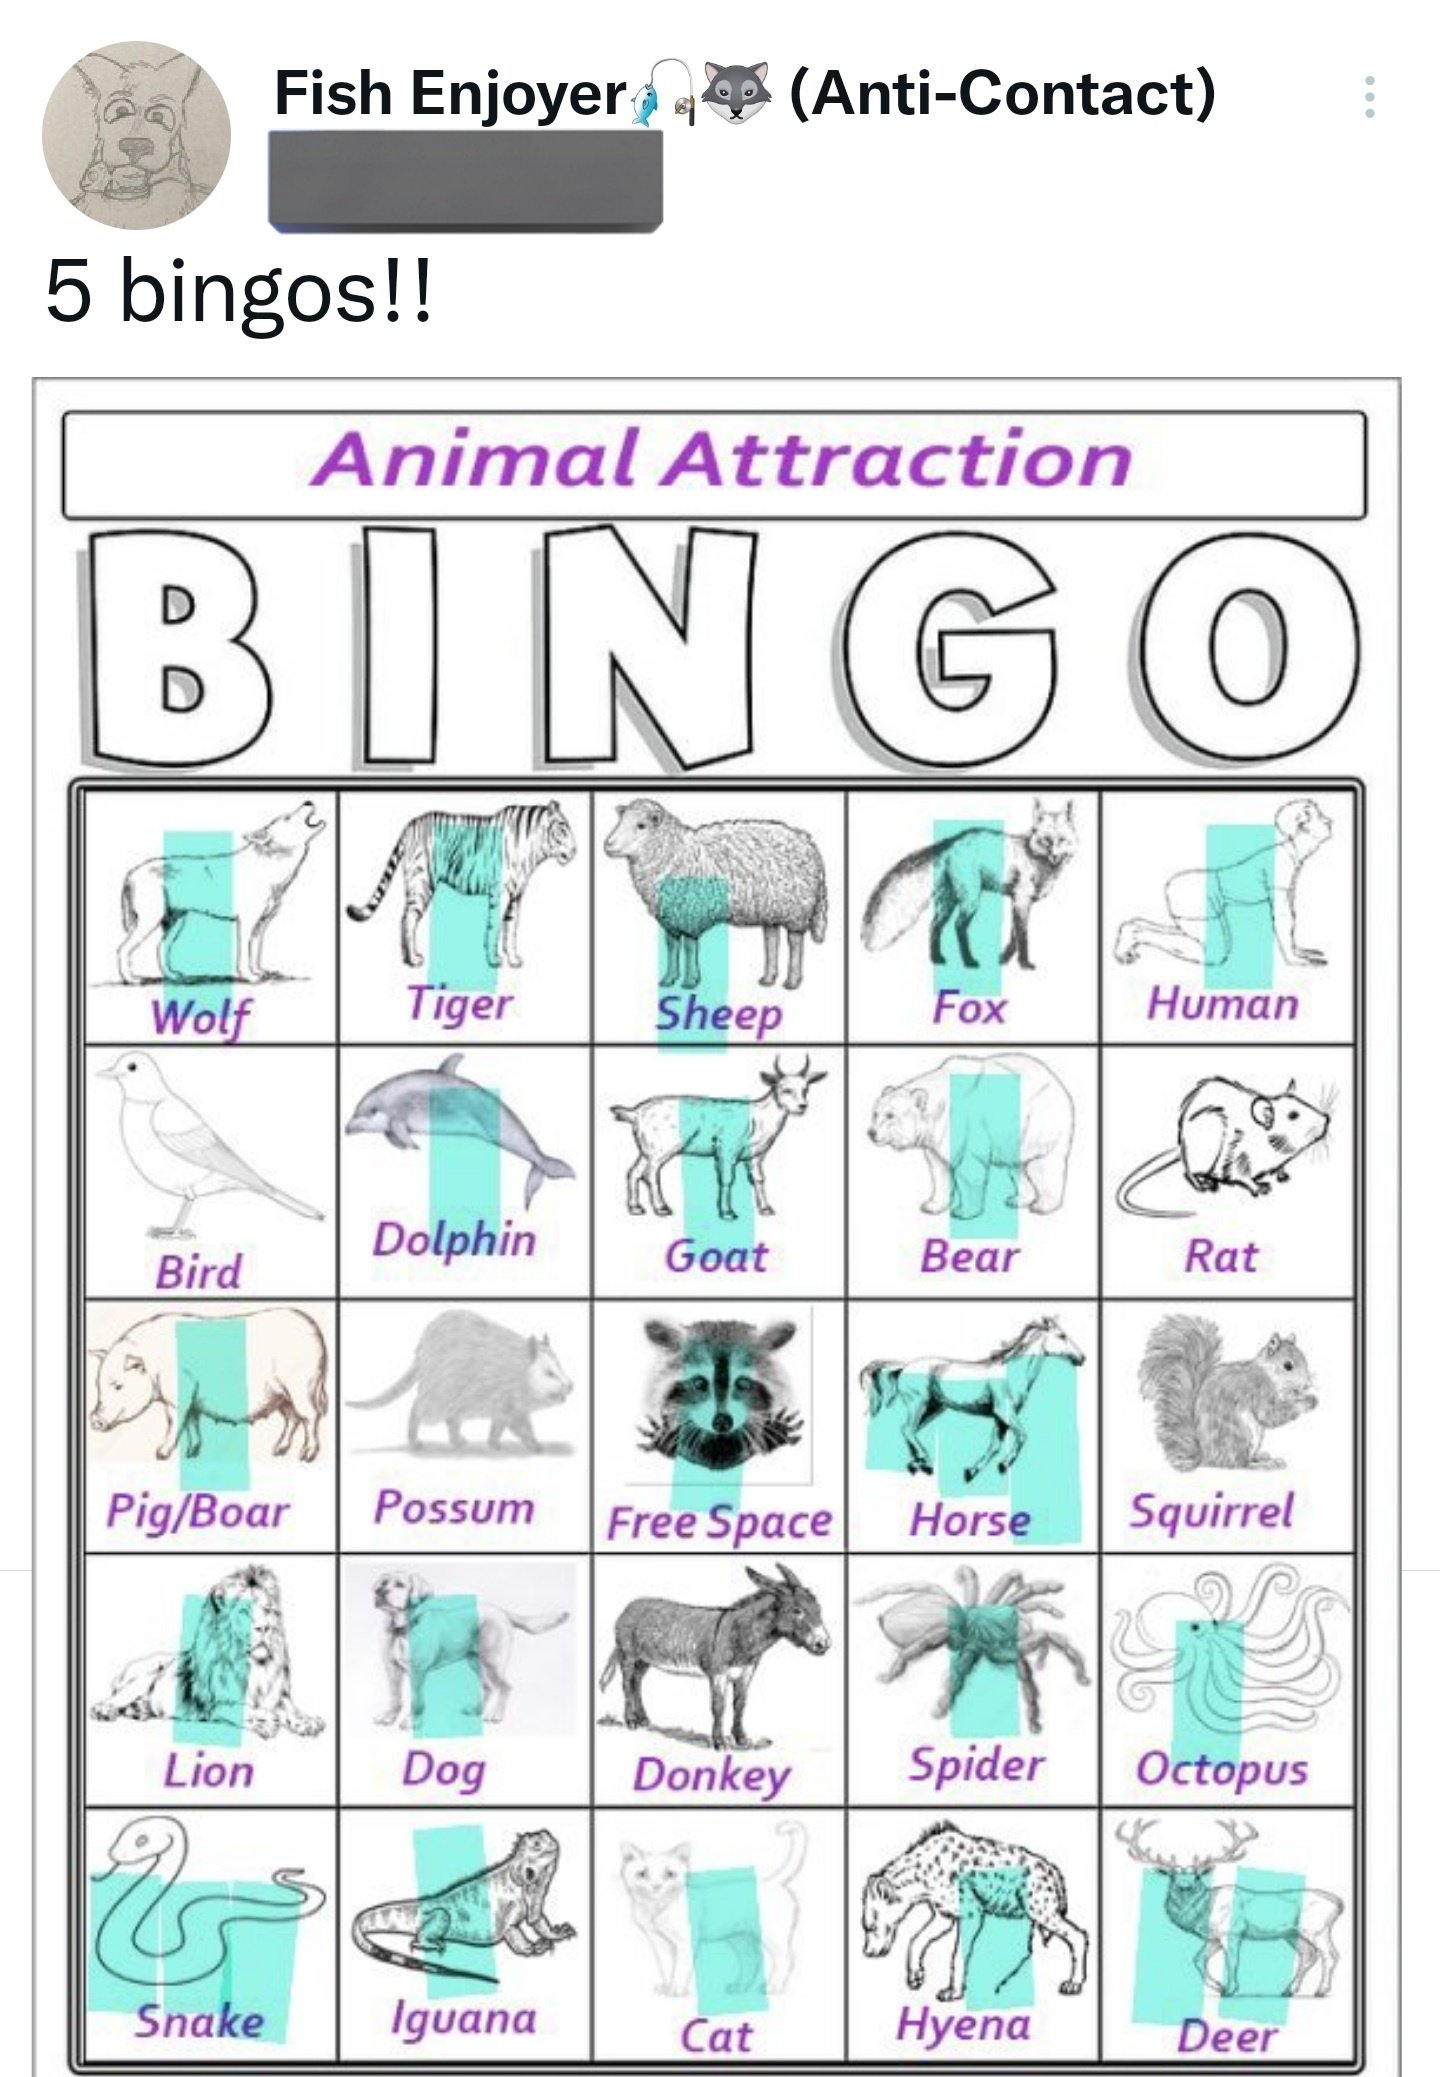 Fish Enjoyer🎣🐺 (Anti-Contact)
5 bingos!!
Animal Attraction
BINGO
Wolf Tiger Sheep Fox Human
Bird Dolphin Goat Bear Rat
Pig/Boar Possum Free Space Horse Squirrel
Lion Dog Donkey Spider Octopus
Snake Iguana Cat Hyena Deer